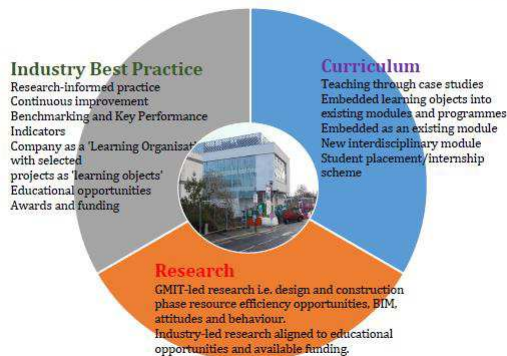 Industry Best Practice
Research-informed practice
Continuous improvement
Benchmarking and Key Performance
Indicators
Company as a 'Learning
with selected
projects as 'learning objects'
Educational opportunities
Awards and funding
Curriculum
Teaching through case studies
Embedded learning objects into
existing modules and programmes
Embedded as an existing module
New interdisciplinary module
Student placement/internship
scheme
Research
GMIT-led research i.e. design and construction
phase resource efficiency opportunities, BIM,
attitudes and behaviour.
Industry-led research aligned to educational
opportunities and available funding.